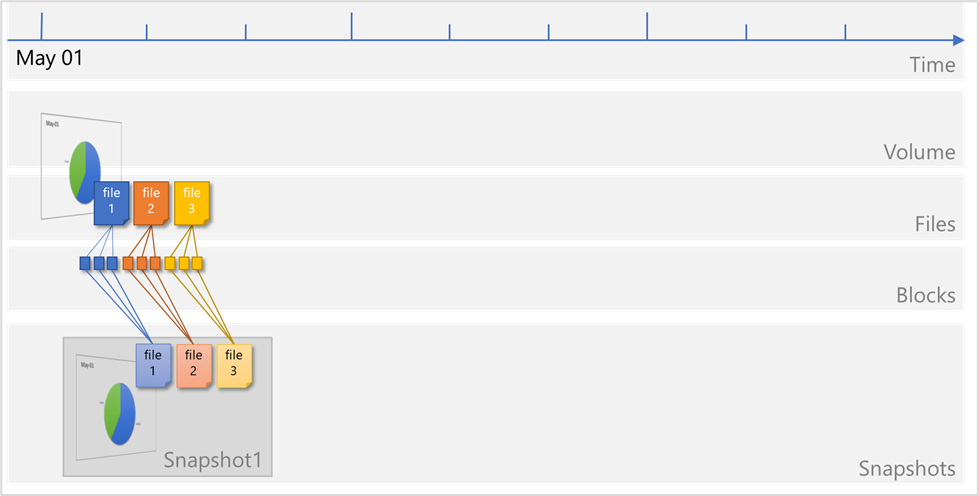 May 01
Time
May-01
Volume
file
1
file
2
file
3
Files
Blocks
file
1
file
2
file
3
May-01
Snapshot1
Snapshots